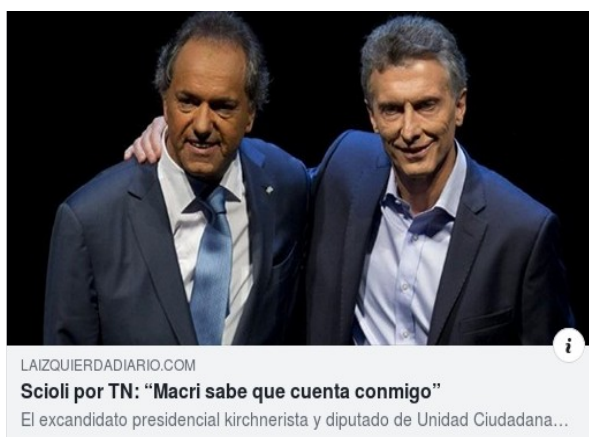 LAIZQUIERDADIARIO.COM
Scioli por TN: “Macri sabe que cuenta conmigo”
El excandidato presidencial kirchnerista y diputado de Unidad Ciudadana…